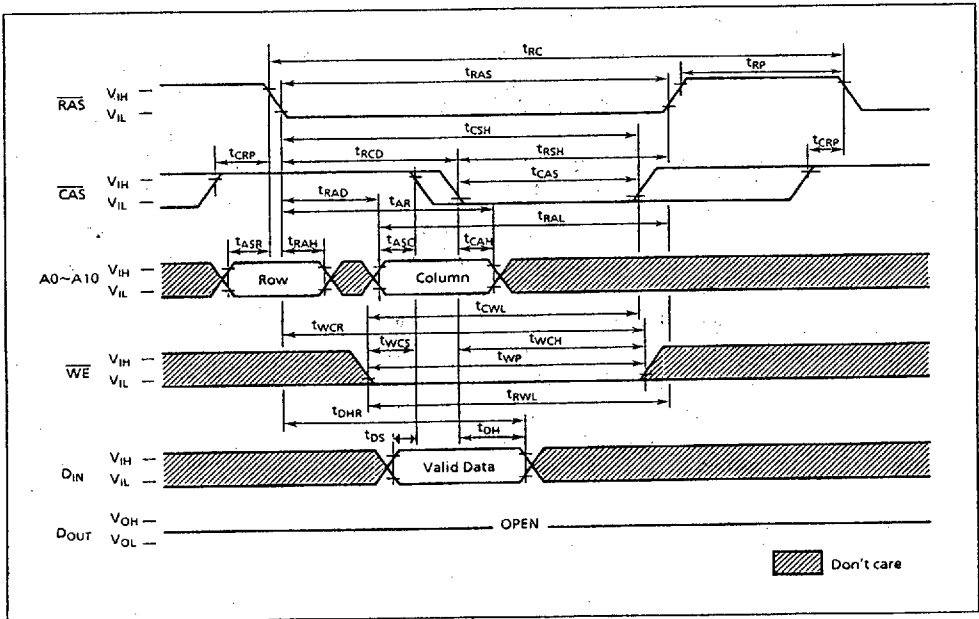 tRC
tRP
tRAS
RAS VIH
VIL
tCSH
tCRP tRCD tRSH tCRP
CAS VIH
VIL
tRAD tCAS
tAR
tRAL
tASR tRAH tASC tCAH
A0~A10 VIH
VIL
Row Column
tCWL
tWCR
tWCS tWCH
WE VIH
VIL
tWP
tRWL
tDHR
tDS tDH
DIN VIH
VIL
Valid Data
DOUT VOH
VOL
OPEN
Don't care